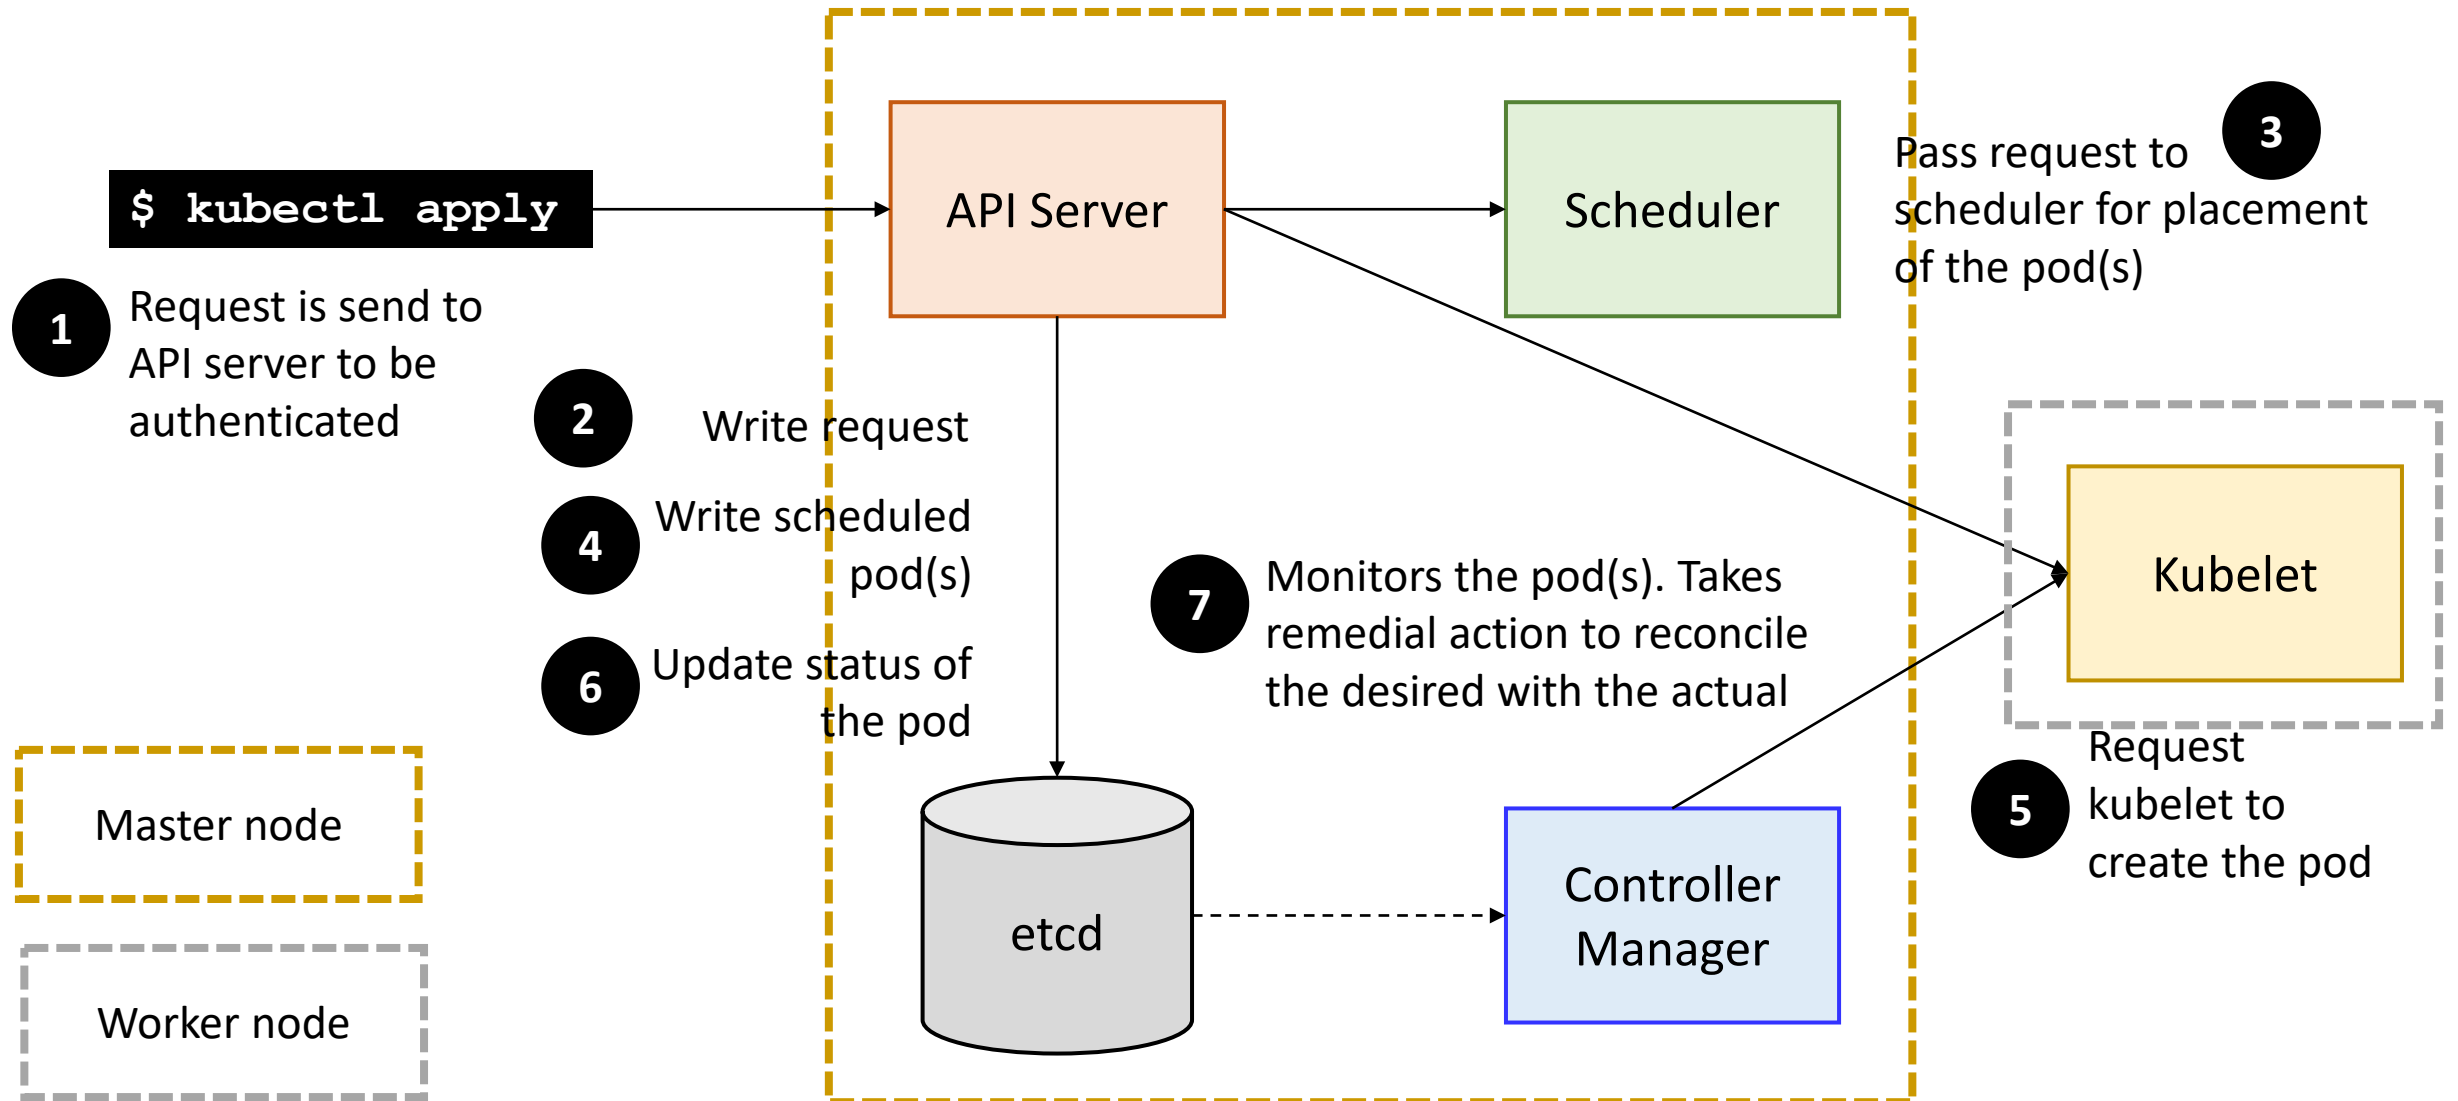 $ kubectl apply
API Server
Scheduler
3
Pass request to
scheduler for placement
of the pod(s)
1
Request is send to
API server to be
authenticated
2
Write request
4
Write scheduled
pod(s)
6
Update status of
the pod
7
Monitors the pod(s). Takes
remedial action to reconcile
the desired with the actual
Kubelet
5
Request
kubelet to
create the pod
Master node
Worker node
etcd
Controller
Manager